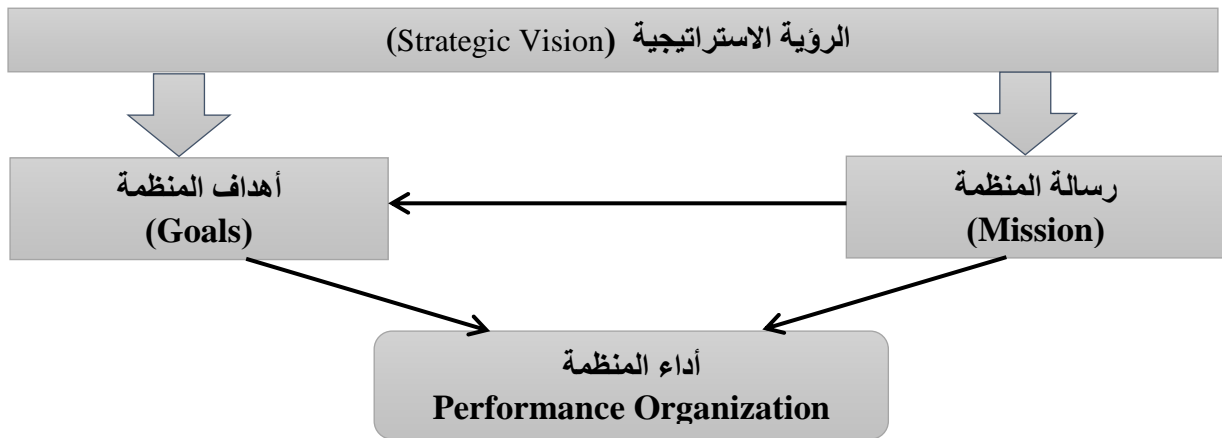 الرؤية الاستراتيجية (Strategic Vision)
رسالة المنظمة
(Mission)
أهداف المنظمة
(Goals)
أداء المنظمة
Performance Organization